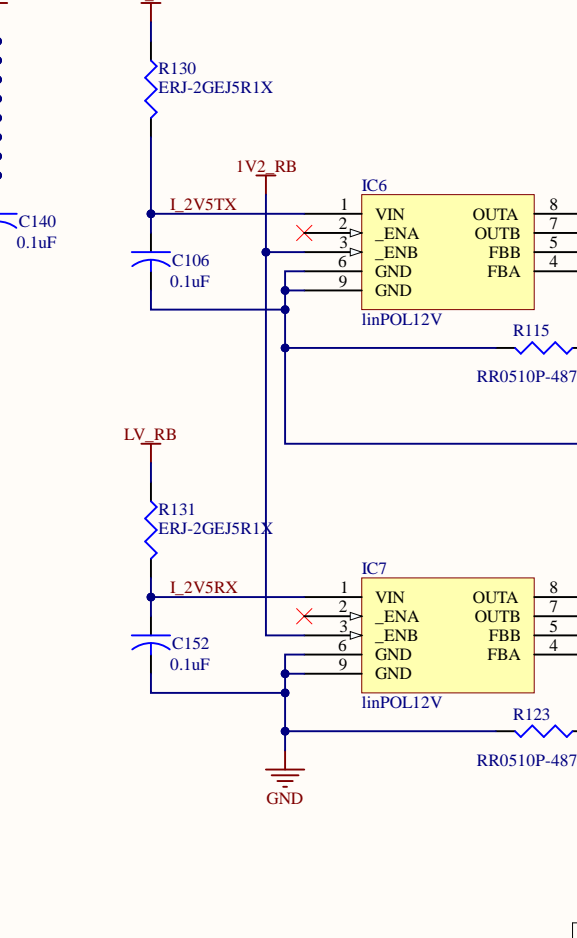 R130
ERJ-2GEJ5R1X
1V2_RB
IC6
I_2V5TX
1
VIN
OUTA
8
2
_ENA
OUTB
7
3
_ENB
FBB
5
6
GND
FBA
4
9
GND
linPOL12V
C140
0.1uF
C106
0.1uF
R115
RR0510P-487
LV_RB
R131
ERJ-2GEJ5R1X
IC7
I_2V5RX
1
VIN
OUTA
8
2
_ENA
OUTB
7
3
_ENB
FBB
5
6
GND
FBA
4
9
GND
linPOL12V
C152
0.1uF
R123
RR0510P-487
GND